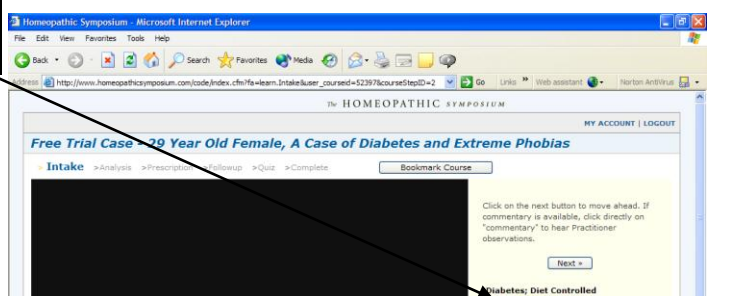 Homeopathic Symposium - Microsoft Internet Explorer
File Edit View Favorites Tools Help
Back Search Favorites Media
Address http://www.homeopathicsymposium.com/code/index.cfm?fa=learn.Intake&user_courseid=52397&courseStepID=2 Go Links » Web assistant Norton AntiVirus
The HOMEOPATHIC SYMPOSIUM
MY ACCOUNT | LOGOUT
Free Trial Case - 29 Year Old Female, A Case of Diabetes and Extreme Phobias
» Intake >Analysis >Prescription >Followup >Quiz >Complete Bookmark Course
Click on the next button to move ahead. If
commentary is available, click directly on
"commentary" to hear Practitioner
observations.
Next »
Diabetes; Diet Controlled